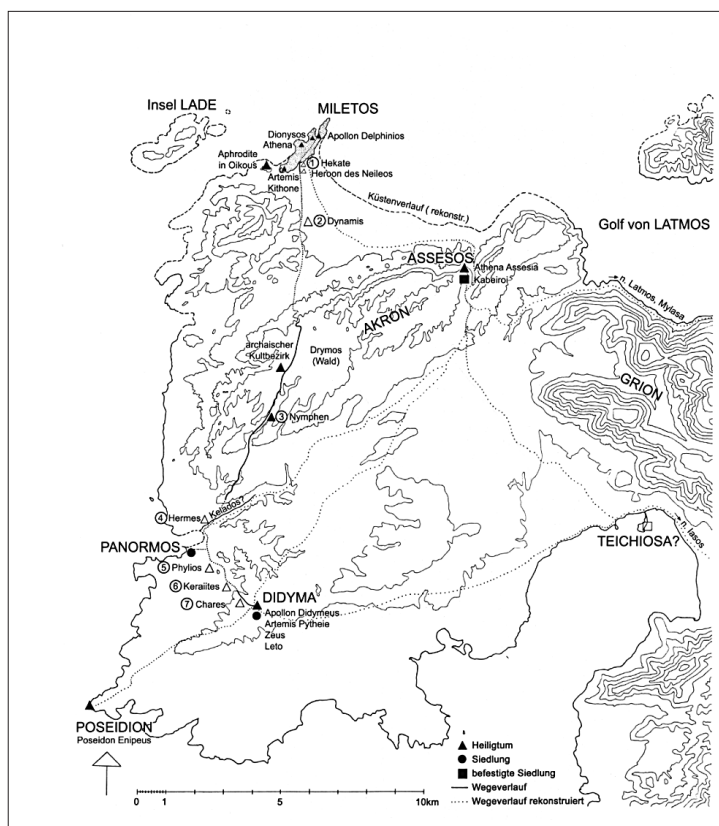 Insel LADE
MILETOS
Dionysos
Athena
Apollon Delphinios
Aphrodite
in Oikous
Artemis
Kithone
1 Hekate
Heroon des Neileos
Küstenverlauf ( rekonstr.)
2 Dynamis
Golf von LATMOS
ASSESOS
Athena Assesia
Kabeiroi
n. Latmos, Mylasa
AKRON
archaischer
Kultbezirk
Drymos
(Wald)
GRION
3 Nymphen
Kelados?
4 Hermes
n. Iasos
TEICHIOSA?
PANORMOS
5 Phylios
6 Keraiites
7 Chares
DIDYMA
Apollon Didymeus
Artemis Pytheie
Zeus
Leto
POSEIDION
Poseidon Enipeus
Heiligtum
Siedlung
befestigte Siedlung
Wegeverlauf
Wegeverlauf rekonstruiert
0 1 5 10km